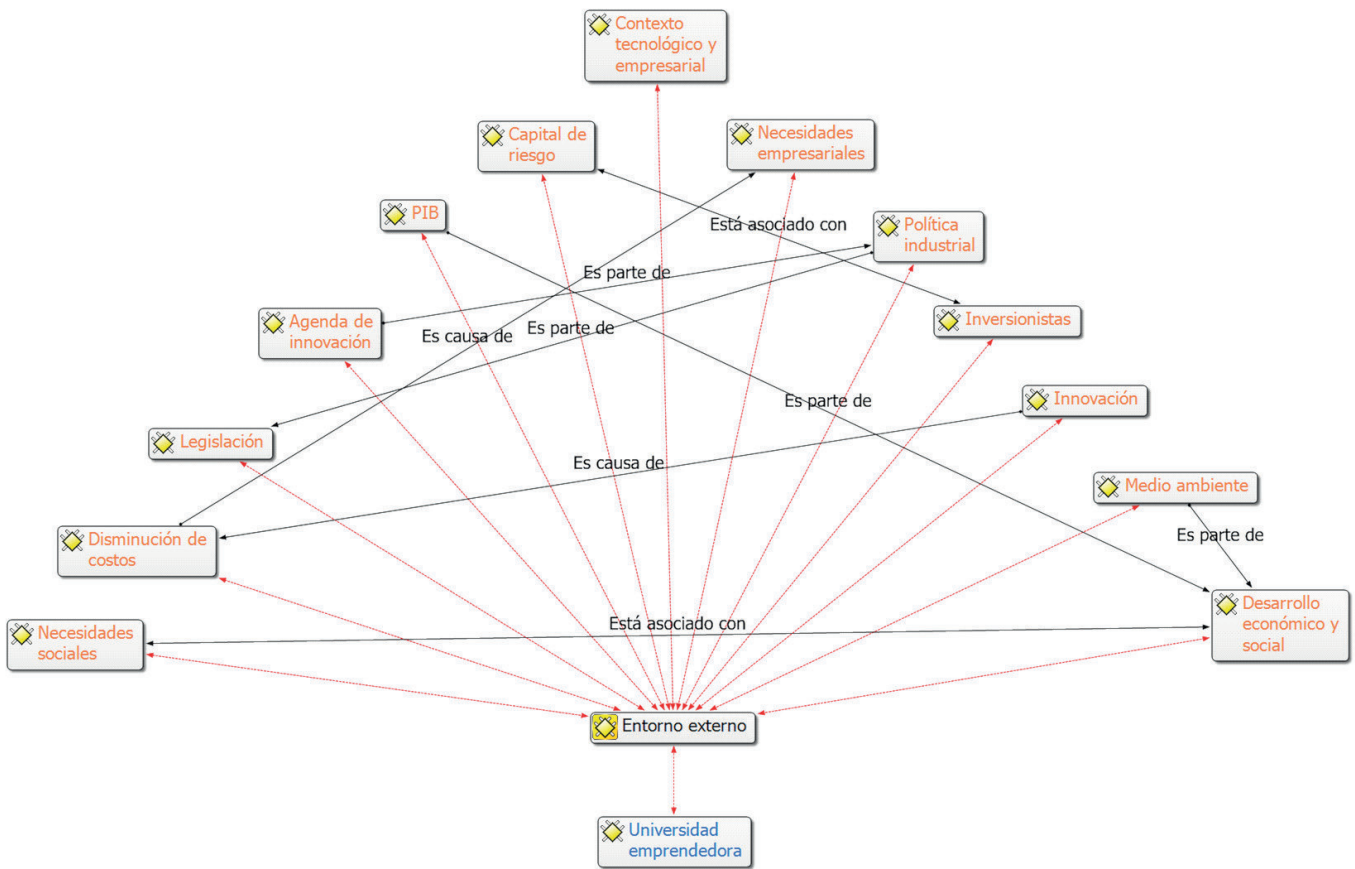 Contexto
tecnológico y
empresarial
Capital de
riesgo
Necesidades
empresariales
PIB
Está asociado con
Política
industrial
Es parte de
Agenda de
innovación
Es causa de
Es parte de
Inversionistas
Es parte de
Innovación
Legislación
Es causa de
Medio ambiente
Disminución de
costos
Es parte de
Necesidades
sociales
Está asociado con
Desarrollo
económico y
social
Entorno externo
Universidad
emprendedora